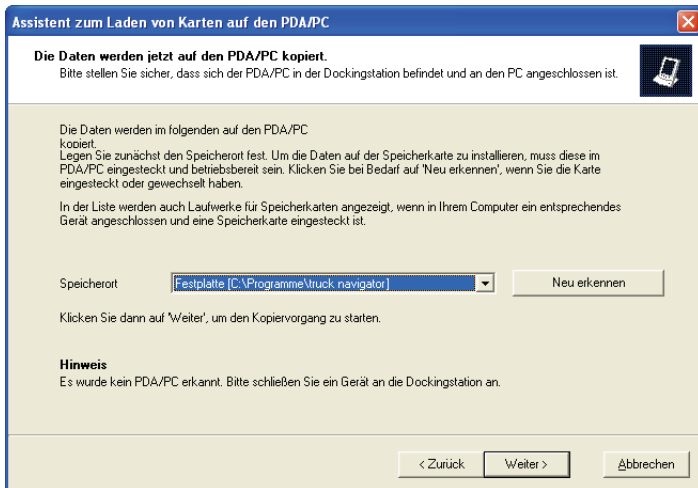 Assistent zum Laden von Karten auf den PDA/PC
Die Daten werden jetzt auf den PDA/PC kopiert.
Bitte stellen Sie sicher, dass sich der PDA/PC in der Dockingstation befindet und an den PC angeschlossen ist.
Die Daten werden im folgenden auf den PDA/PC
kopiert.
Legen Sie zunächst den Speicherort fest. Um die Daten auf der Speicherkarte zu installieren, muss diese im
PDA/PC eingesteckt und betriebsbereit sein. Klicken Sie bei Bedarf auf 'Neu erkennen', wenn Sie die Karte
eingesteckt oder gewechselt haben.
In der Liste werden auch Laufwerke für Speicherkarten angezeigt, wenn in Ihrem Computer ein entsprechendes
Gerät angeschlossen und eine Speicherkarte eingesteckt ist.
Speicherort Festplatte [C:\Programme\truck navigator] Neu erkennen
Klicken Sie dann auf 'Weiter', um den Kopiervorgang zu starten.
Hinweis
Es wurde kein PDA/PC erkannt. Bitte schließen Sie ein Gerät an die Dockingstation an.
< Zurück Weiter > Abbrechen